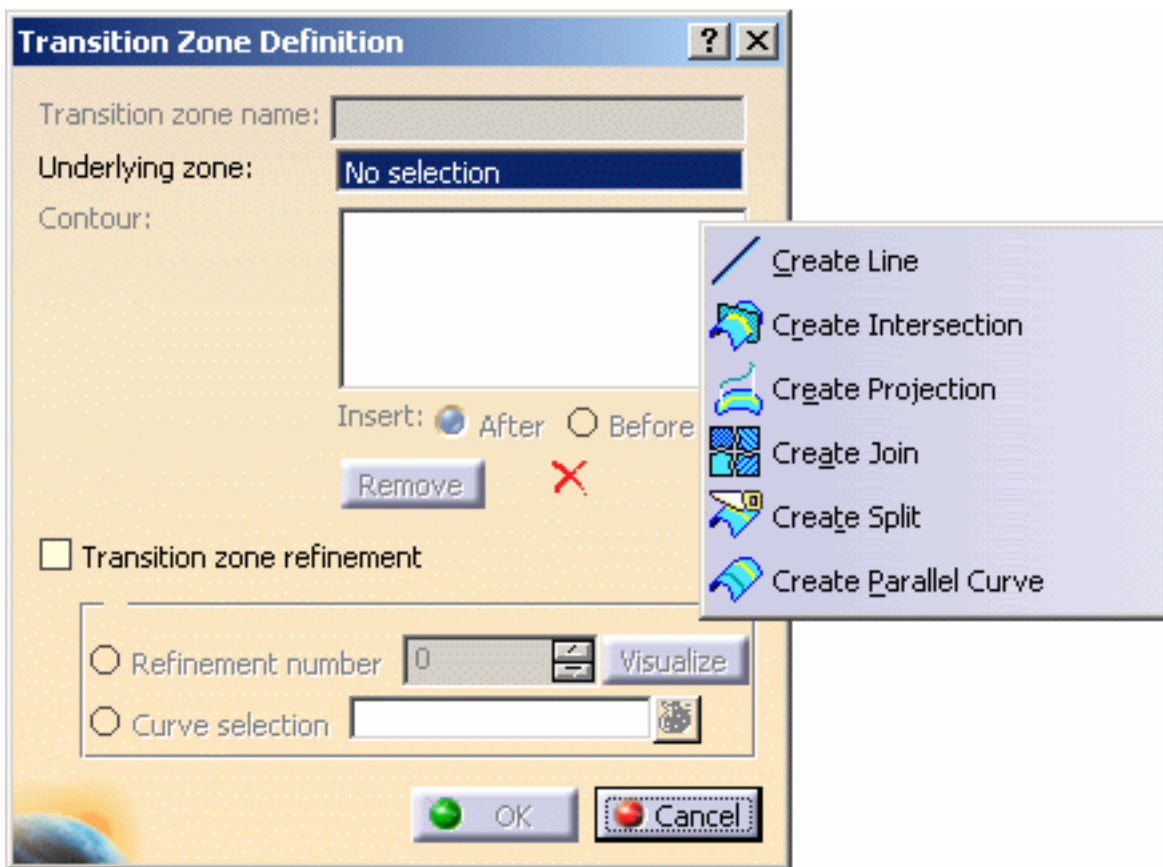 Transition Zone Definition
Transition zone name:
Underlying zone: No selection
Contour:
Create Line
Create Intersection
Create Projection
Create Join
Create Split
Create Parallel Curve
Insert: After Before
Remove
Transition zone refinement
Refinement number 0 Visualize
Curve selection
OK Cancel